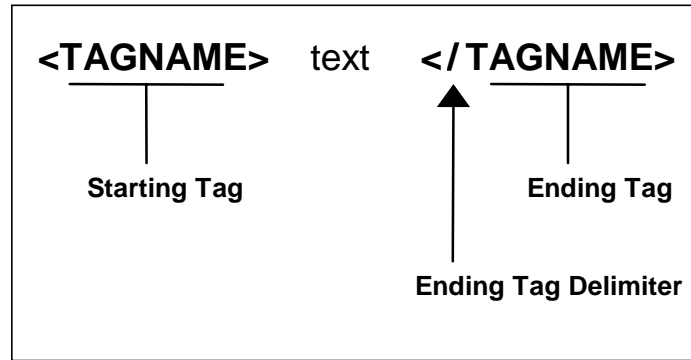 <TAGNAME> text </TAGNAME>
Starting Tag Ending Tag
Ending Tag Delimiter